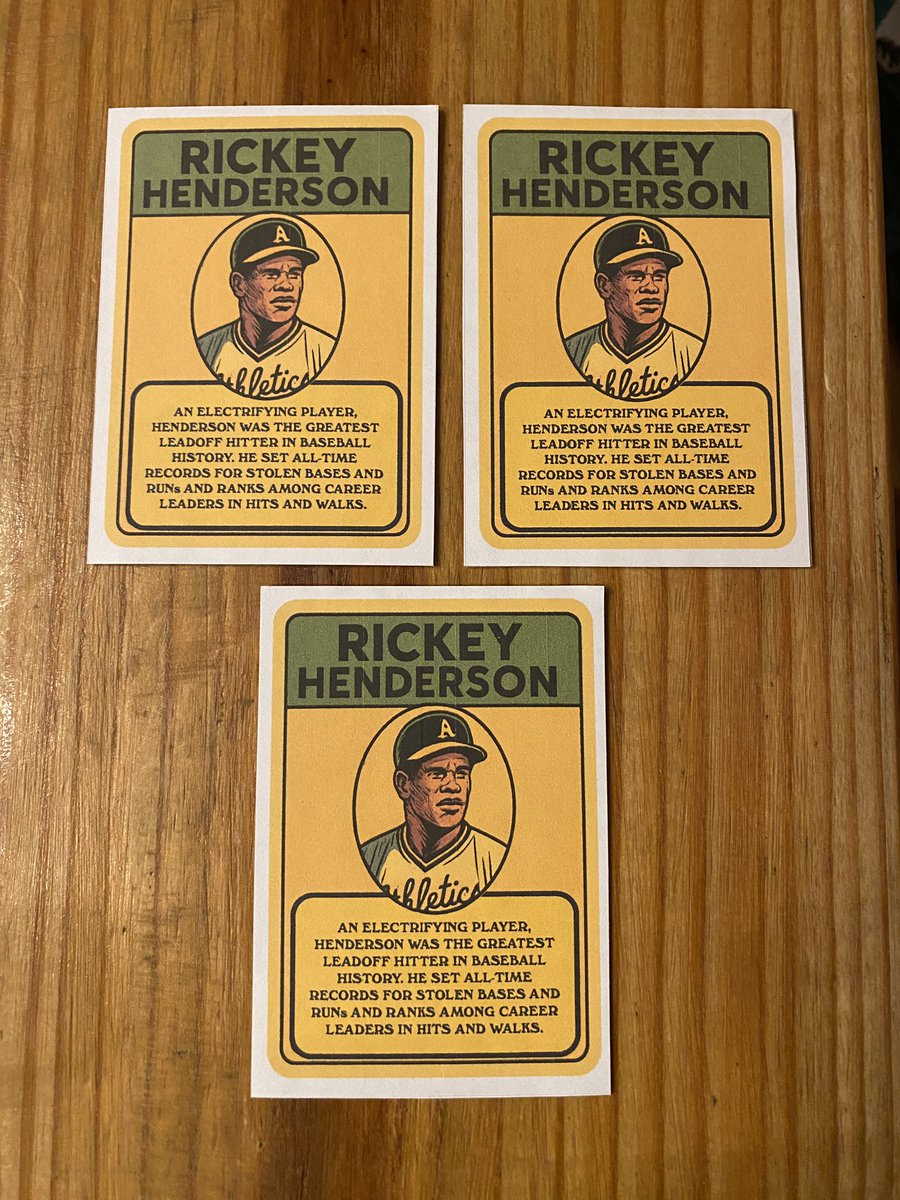 RICKEY
HENDERSON
A
thletics
AN ELECTRIFYING PLAYER,
HENDERSON WAS THE GREATEST
LEADOFF HITTER IN BASEBALL
HISTORY. HE SET ALL-TIME
RECORDS FOR STOLEN BASES AND
RUNs AND RANKS AMONG CAREER
LEADERS IN HITS AND WALKS.
RICKEY
HENDERSON
A
thletics
AN ELECTRIFYING PLAYER,
HENDERSON WAS THE GREATEST
LEADOFF HITTER IN BASEBALL
HISTORY. HE SET ALL-TIME
RECORDS FOR STOLEN BASES AND
RUNs AND RANKS AMONG CAREER
LEADERS IN HITS AND WALKS.
RICKEY
HENDERSON
A
thletics
AN ELECTRIFYING PLAYER,
HENDERSON WAS THE GREATEST
LEADOFF HITTER IN BASEBALL
HISTORY. HE SET ALL-TIME
RECORDS FOR STOLEN BASES AND
RUNs AND RANKS AMONG CAREER
LEADERS IN HITS AND WALKS.